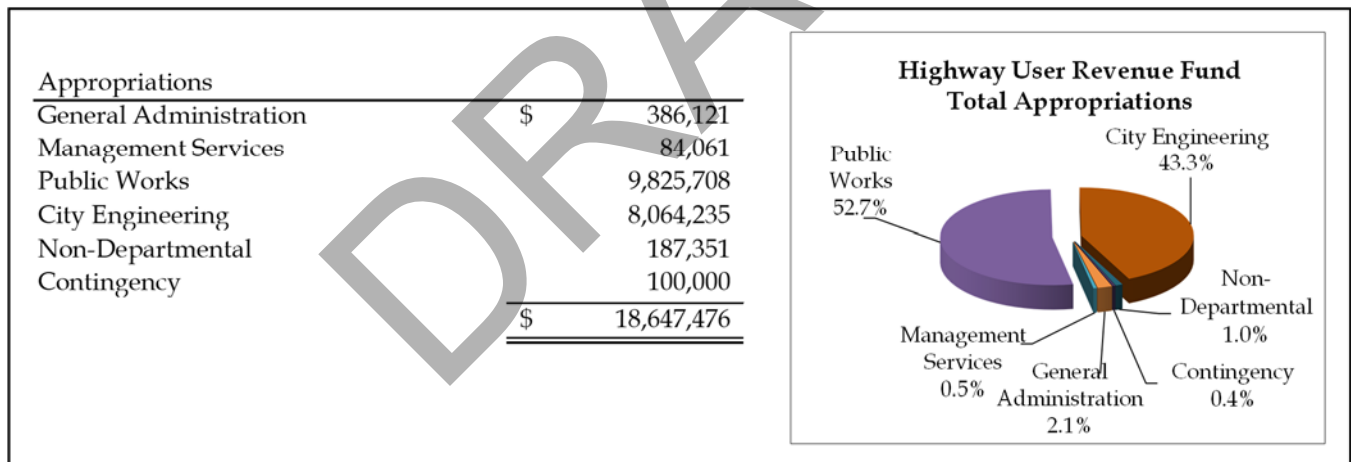 Appropriations
General Administration $ 386,121
Management Services 84,061
Public Works 9,825,708
City Engineering 8,064,235
Non-Departmental 187,351
Contingency 100,000
$ 18,647,476
Highway User Revenue Fund
Total Appropriations
City Engineering
43.3%
Public
Works
52.7%
Non-
Departmental
1.0%
Management
Services
0.5%
General
Administration
2.1%
Contingency
0.4%
DRA